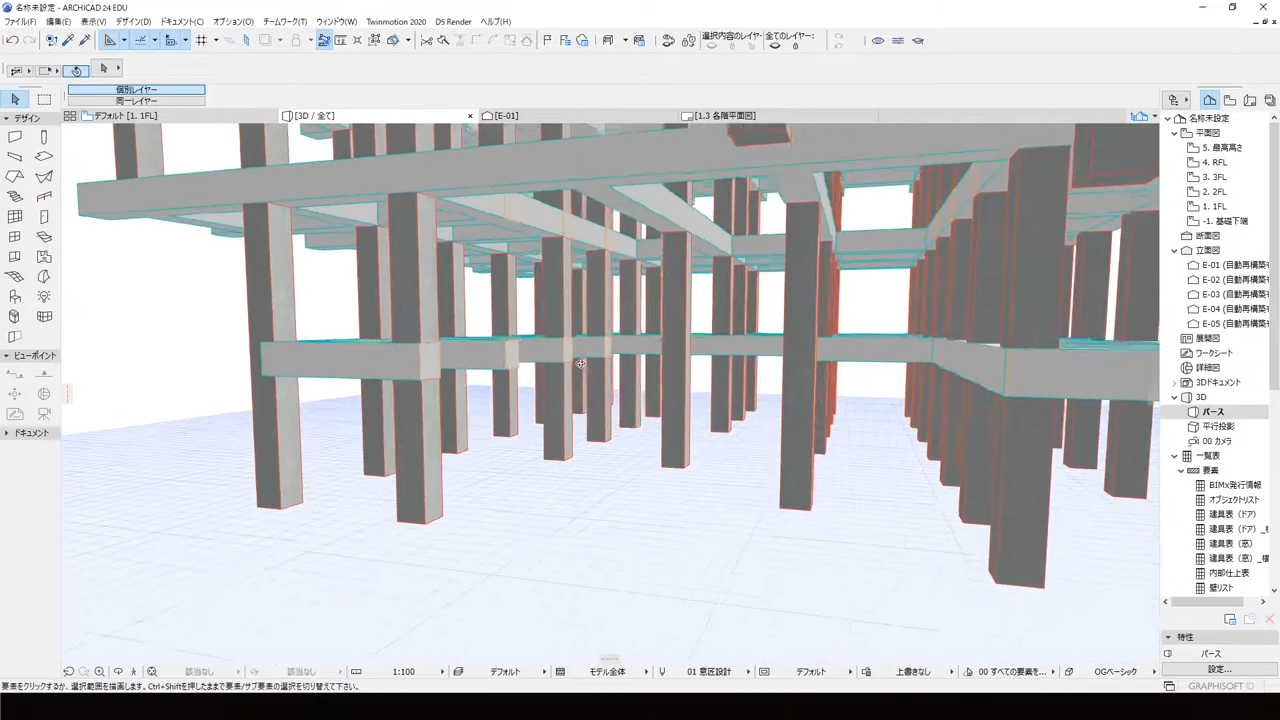 名称未設定 - ARCHICAD 24 EDU
ファイル(F) 編集(E) 表示(V) デザイン(D) ドキュメント(C) オプション(O) チームワーク(T) ウィンドウ(W) Twinmotion 2020 DS Render ヘルプ(H)
選択内容のレイヤ 全てのレイヤー:
個別レイヤー
同一レイヤー
デフォルト [1. 1FL]
[3D / 全て]
[E-01]
[1.3 各階平面図]
デザイン
ビューポイント
ドキュメント
名称未設定
平面図
5. 最高高さ
4. RFL
3. 3FL
2. 2FL
1. 1FL
-1. 基礎下端
断面図
立面図
E-01 (自動再構築
E-02 (自動再構築
E-03 (自動再構築
E-04 (自動再構築
E-05 (自動再構築
展開図
ワークシート
詳細図
3Dドキュメント
3D
パース
平行投影
00 カメラ
一覧表
要素
BIMx発行情報
オブジェクトリスト
建具表（ドア）
建具表（ドア）_
建具表（窓）
建具表（窓）_
内部仕上表
壁リスト
特性
パース
設定...
該当なし 該当なし 1:100 デフォルト モデル全体 01 意匠設計 デフォルト 上書きなし 00 すべての要素を... OGベーシック
要素をクリックするか、選択範囲を描画します。Ctrl+Shiftを押したままで要素/サブ要素の選択を切り替えて下さい。
GRAPHISOFT ID